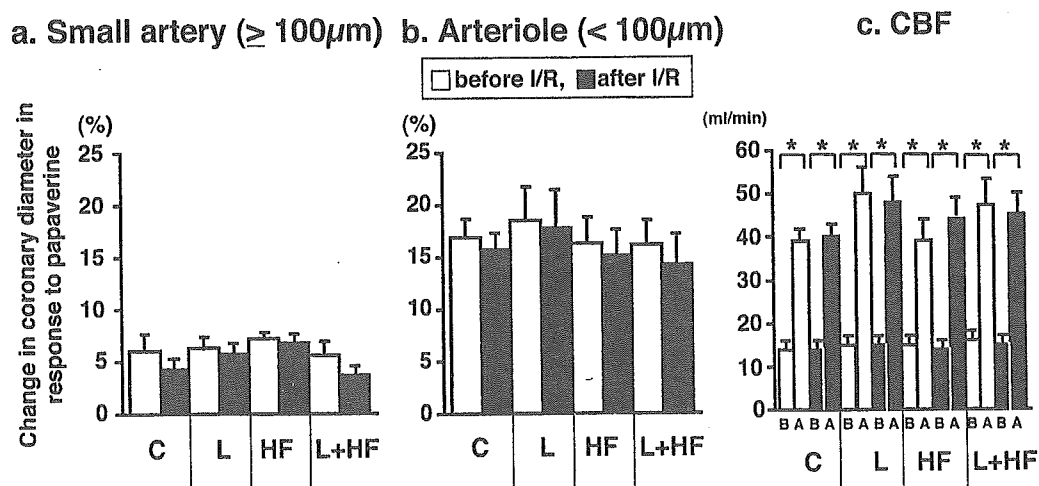 a. Small artery (≥ 100μm) b. Arteriole (< 100μm) c. CBF
before I/R, after I/R
Change in coronary diameter in
response to papaverine
(%)
25
20
15
10
5
0
C L HF L+HF
(%)
25
20
15
10
5
0
C L HF L+HF
(ml/min)
60
50
40
30
20
10
0
* * * * * * * *
B A B A B A B A B A B A B A B A
C L HF L+HF